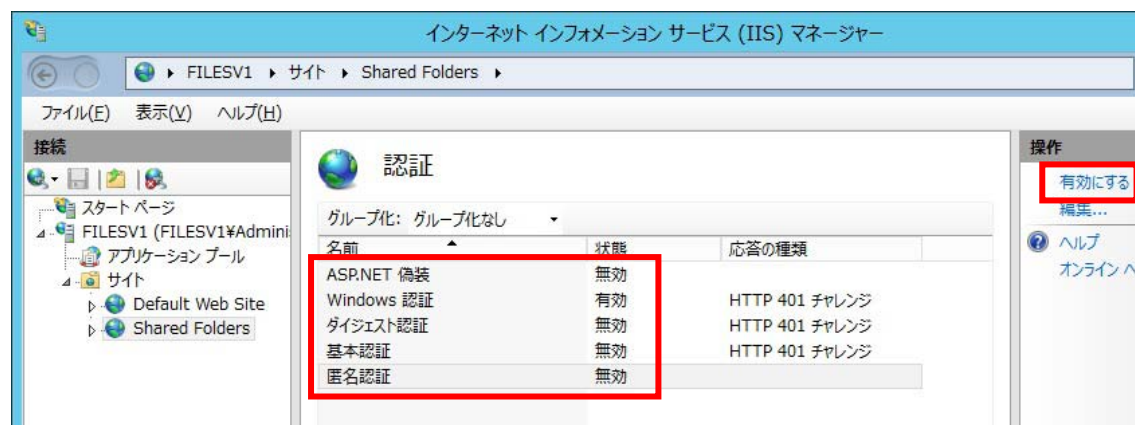 インターネット インフォメーション サービス (IIS) マネージャー
FILESV1 サイト Shared Folders
ファイル(F) 表示(V) ヘルプ(H)
接続
スタート ページ
FILESV1 (FILESV1¥Admini
アプリケーション プール
サイト
Default Web Site
Shared Folders
認証
グループ化: グループ化なし
名前 状態 応答の種類
ASP.NET 偽装 無効
Windows 認証 有効 HTTP 401 チャレンジ
ダイジェスト認証 無効 HTTP 401 チャレンジ
基本認証 無効 HTTP 401 チャレンジ
匿名認証 無効
操作
有効にする
編集...
ヘルプ
オンライン ヘ